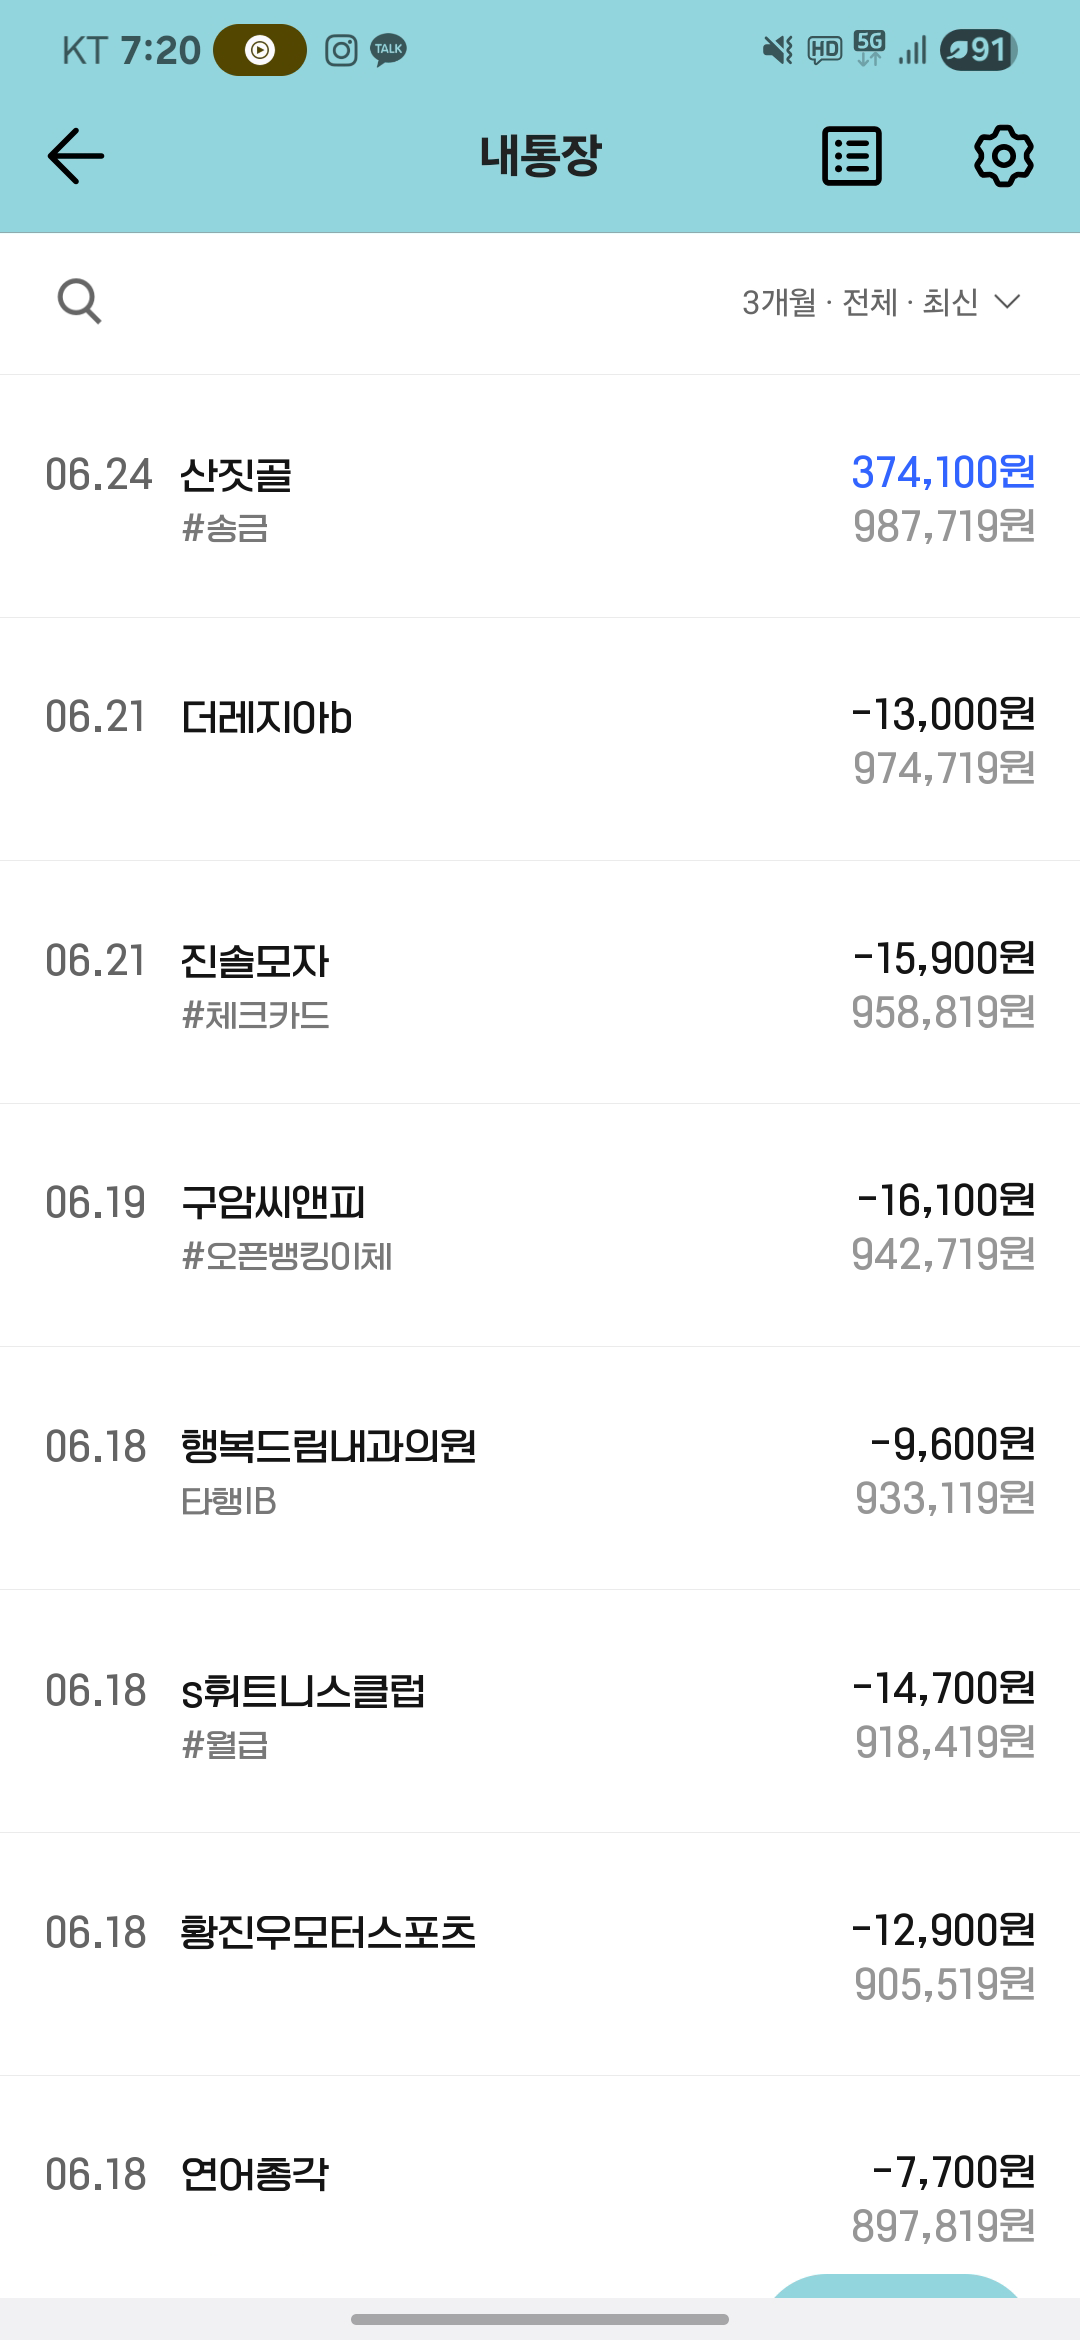 KT 7:20 TALK HD 5G 91
내통장
3개월 · 전체 · 최신
06.24 산짓골 374,100원
#송금 987,719원
06.21 더레지아b -13,000원
974,719원
06.21 진솔모자 -15,900원
#체크카드 958,819원
06.19 구암씨앤피 -16,100원
#오픈뱅킹이체 942,719원
06.18 행복드림내과의원 -9,600원
타행IB 933,119원
06.18 s휘트니스클럽 -14,700원
#월급 918,419원
06.18 황진우모터스포츠 -12,900원
905,519원
06.18 연어총각 -7,700원
897,819원